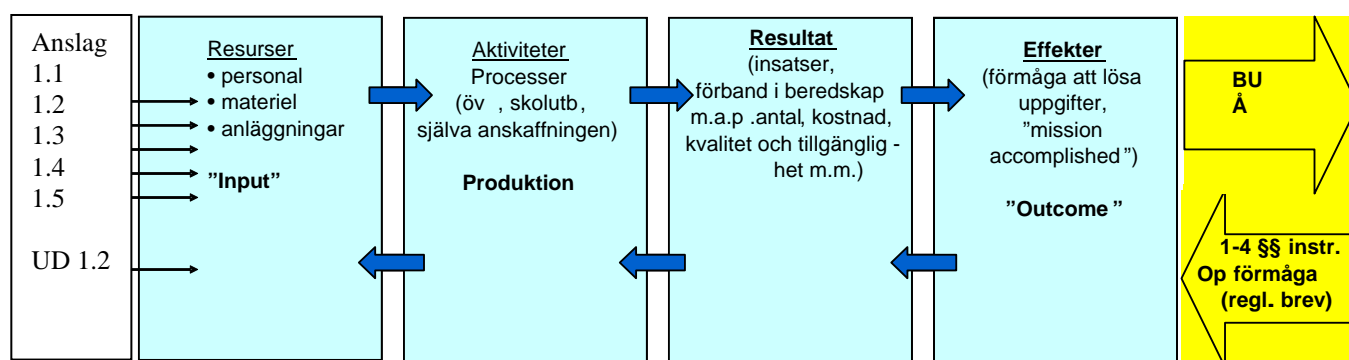 Anslag
1.1
1.2
1.3
1.4
1.5
UD 1.2
Resurser
• personal
• materiel
• anläggningar
”Input”
Aktiviteter
Processer
(öv , skolutb,
själva anskaffningen)
Produktion
Resultat
(insatser,
förband i beredskap
m.a.p .antal, kostnad,
kvalitet och tillgänglig -
het m.m.)
Effekter
(förmåga att lösa
uppgifter,
”mission
accomplished ”)
”Outcome ”
BU
Å
1-4 §§ instr.
Op förmåga
(regl. brev)